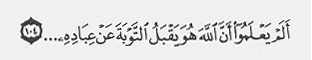 أَلَمْ يَعْلَمُوٓا۟ أَنَّ ٱللَّهَ هُوَ يَقْبَلُ ٱلتَّوْبَةَ عَنْ عِبَادِهِۦ... ١٠٤